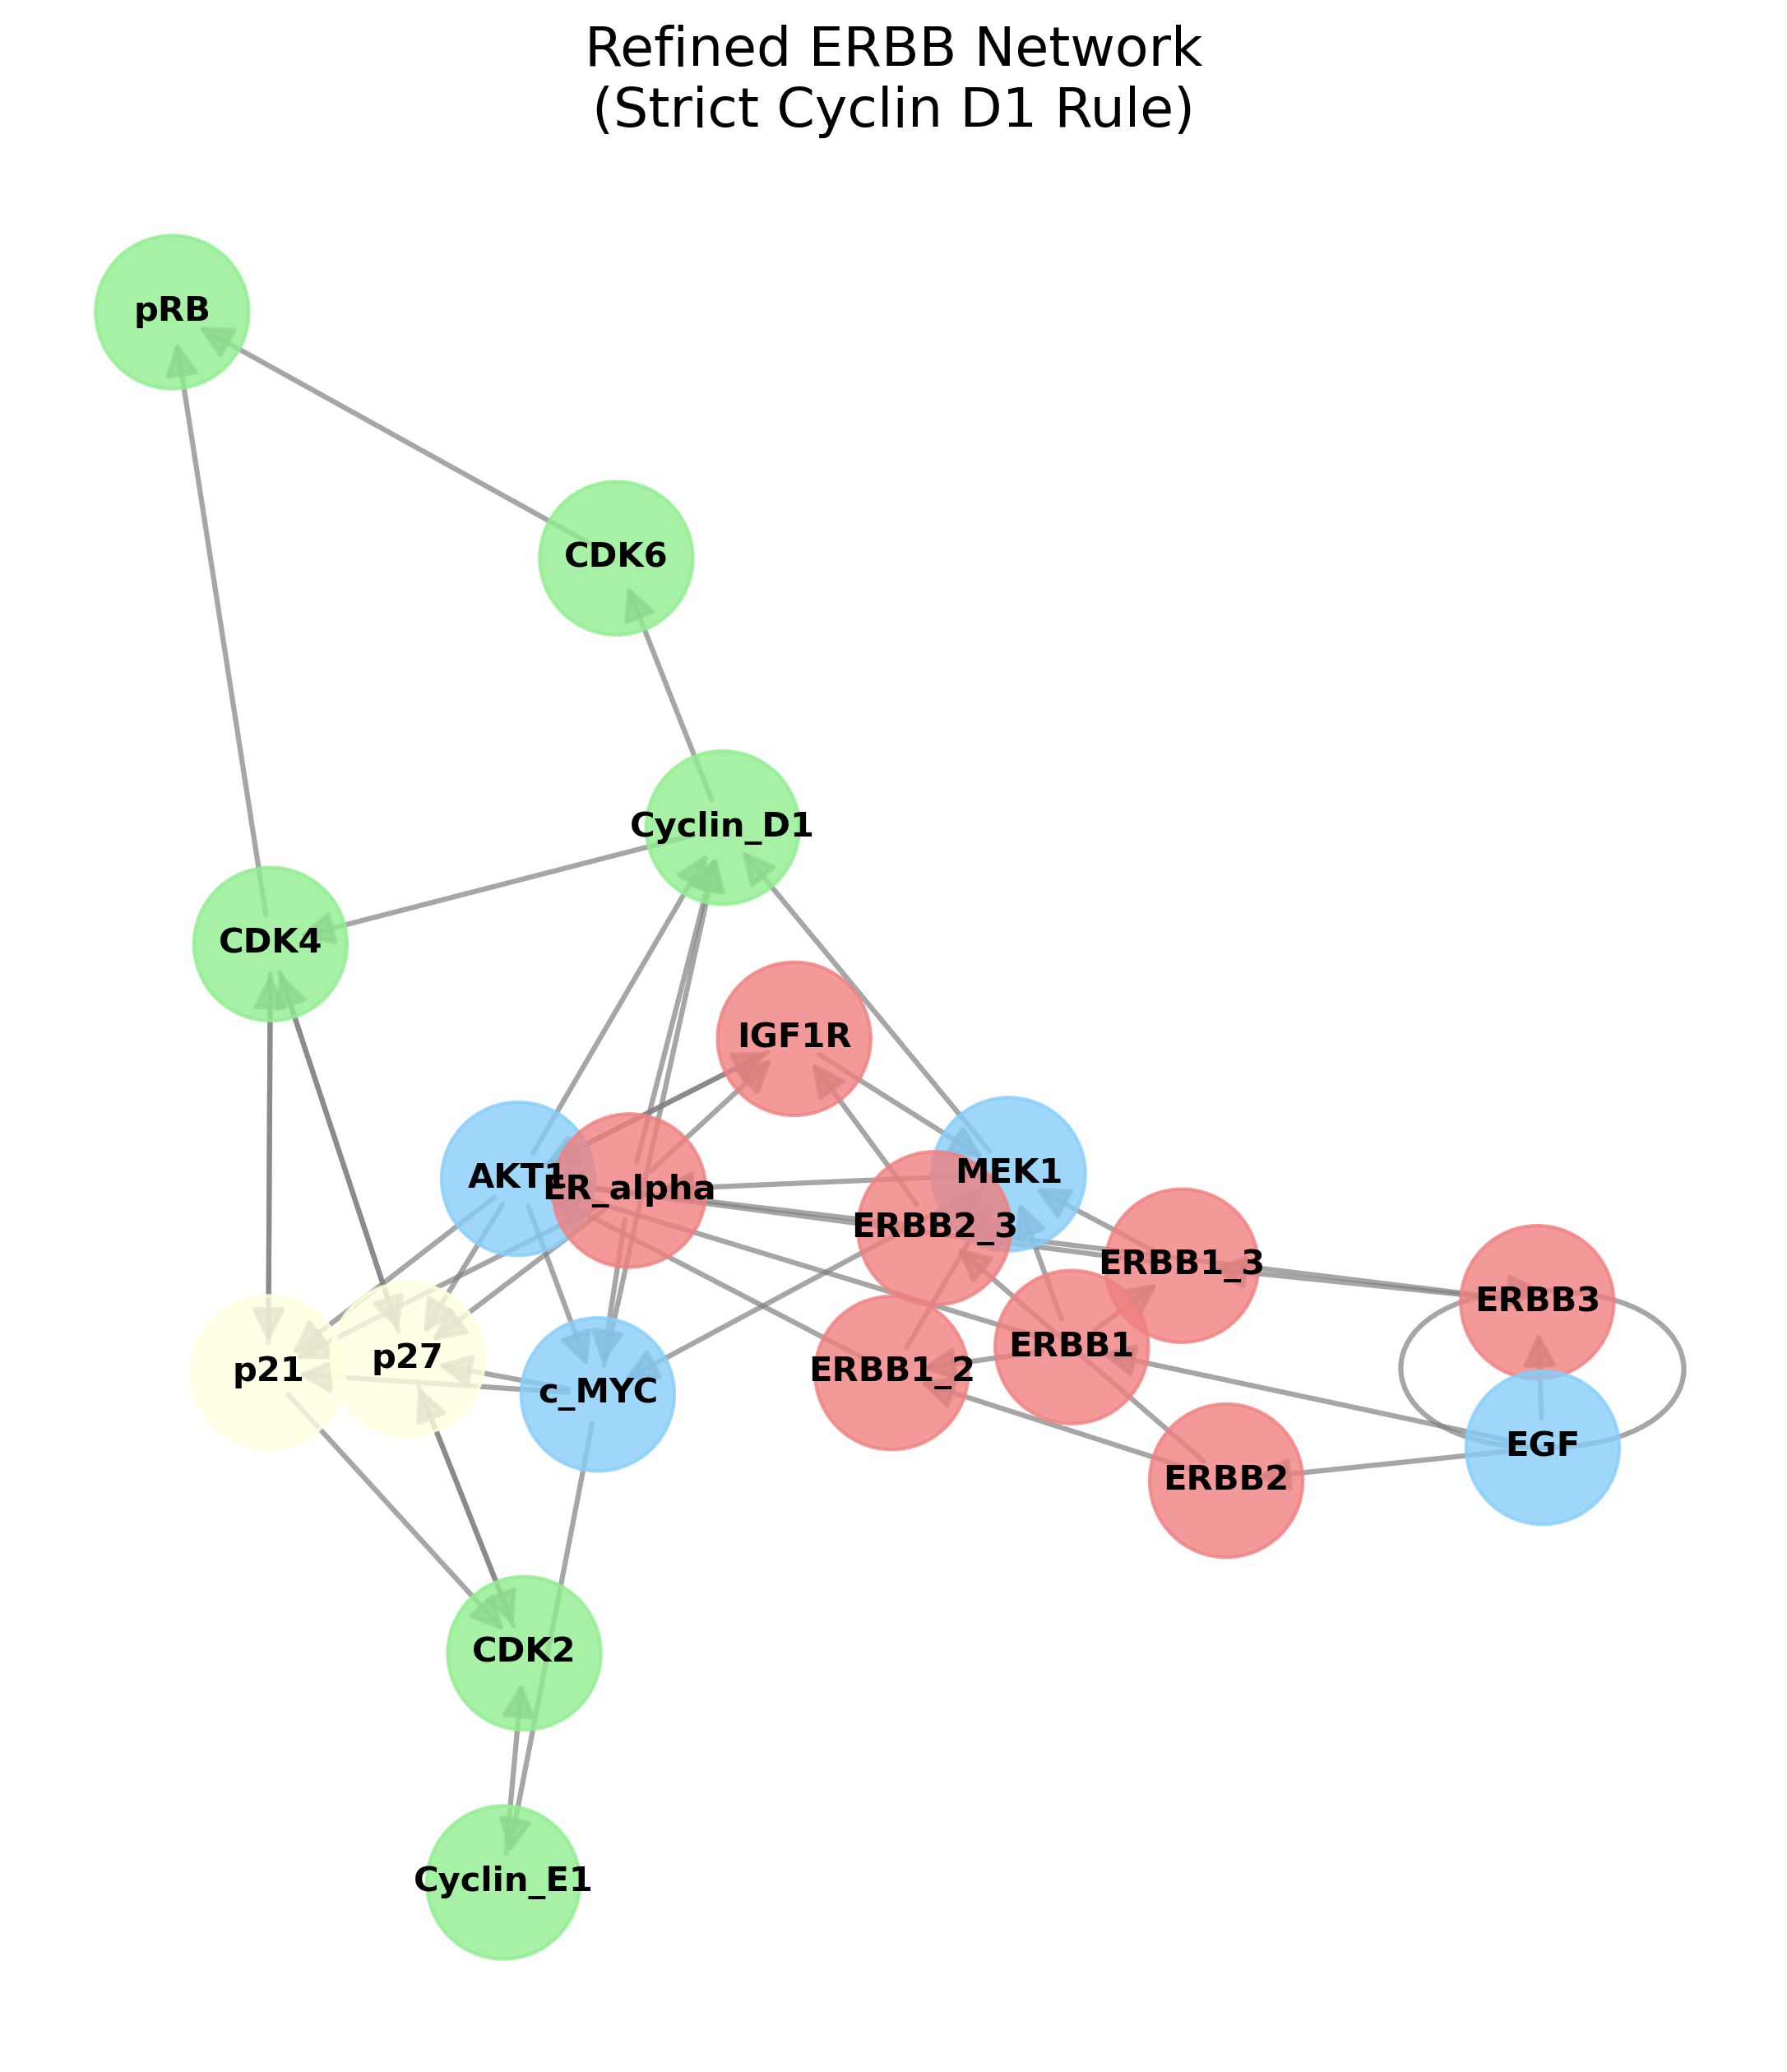 Refined ERBB Network
(Strict Cyclin D1 Rule)
pRB
CDK6
Cyclin_D1
CDK4
IGF1R
AKT1
ER_alpha
MEK1
ERBB2_3
ERBB1_3
ERBB3
p21
p27
c_MYC
ERBB1_2
ERBB1
EGF
ERBB2
CDK2
Cyclin_E1